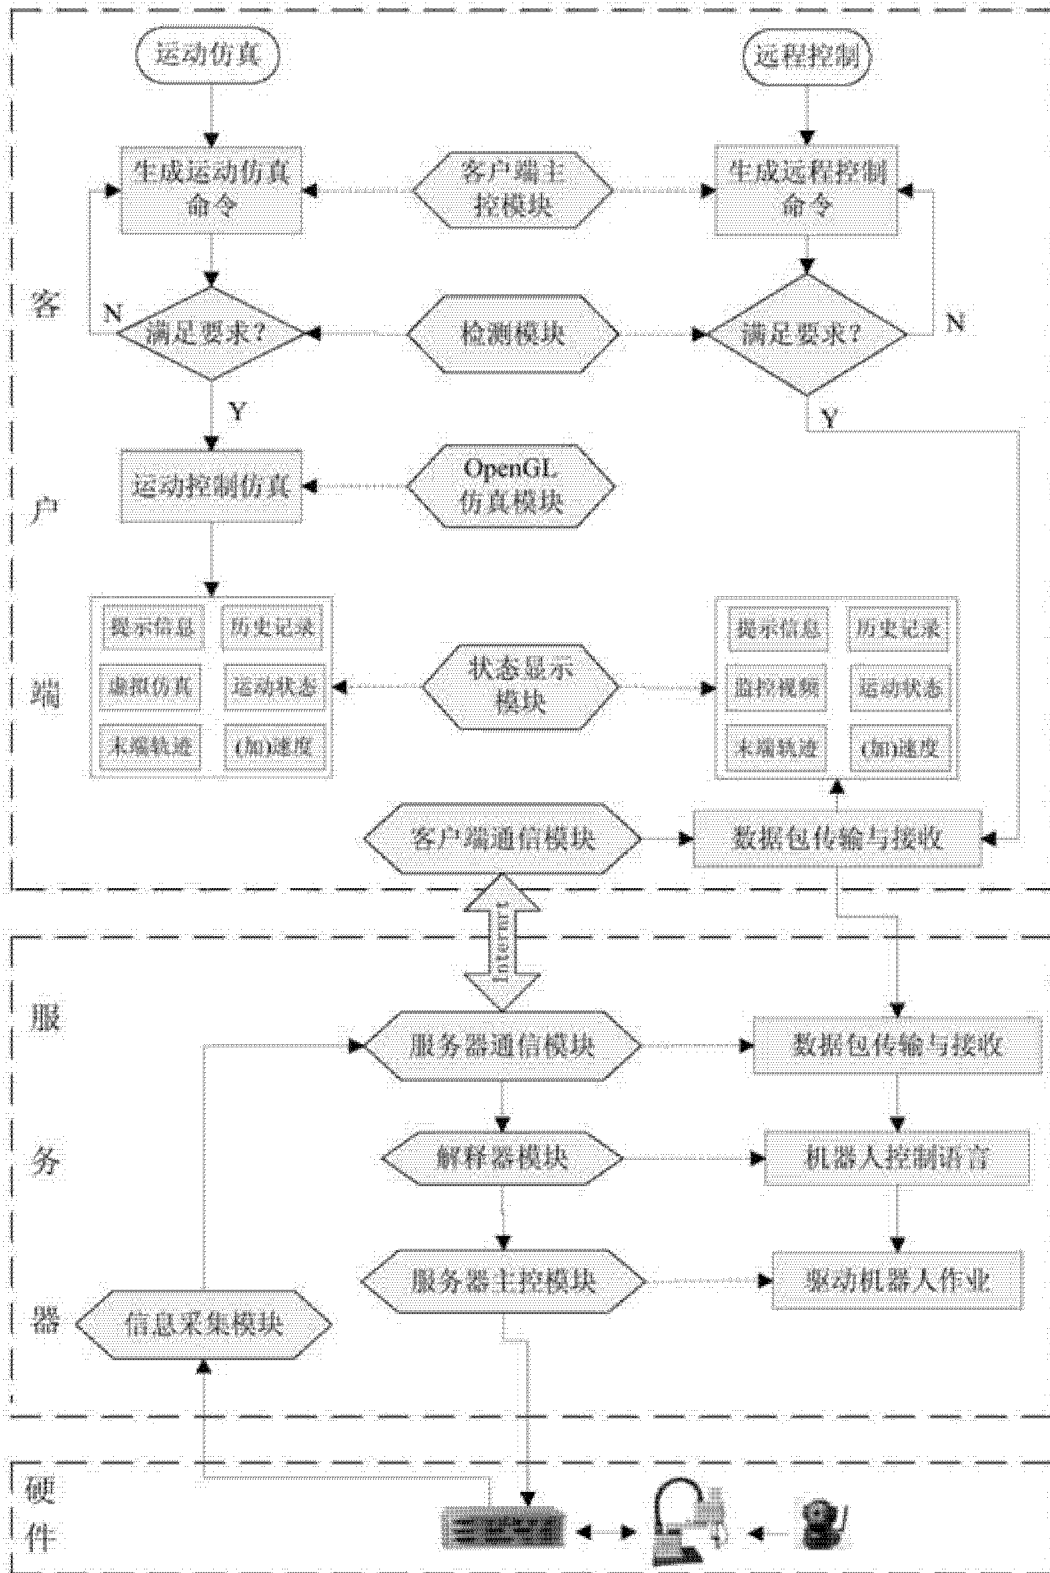 运动仿真
远程控制
生成运动仿真
命令
客户端主
控模块
生成远程控制
命令
客
户
端
N
满足要求?
检测模块
满足要求?
N
Y
Y
运动控制仿真
OpenGL
仿真模块
提示信息
历史记录
虚拟仿真
运动状态
末端轨迹
(加)速度
状态显示
模块
提示信息
历史记录
监控视频
运动状态
末端轨迹
(加)速度
客户端通信模块
数据包传输与接收
Internet
服
务
器
服务器通信模块
数据包传输与接收
解释器模块
机器人控制语言
服务器主控模块
驱动机器人作业
信息采集模块
硬
件